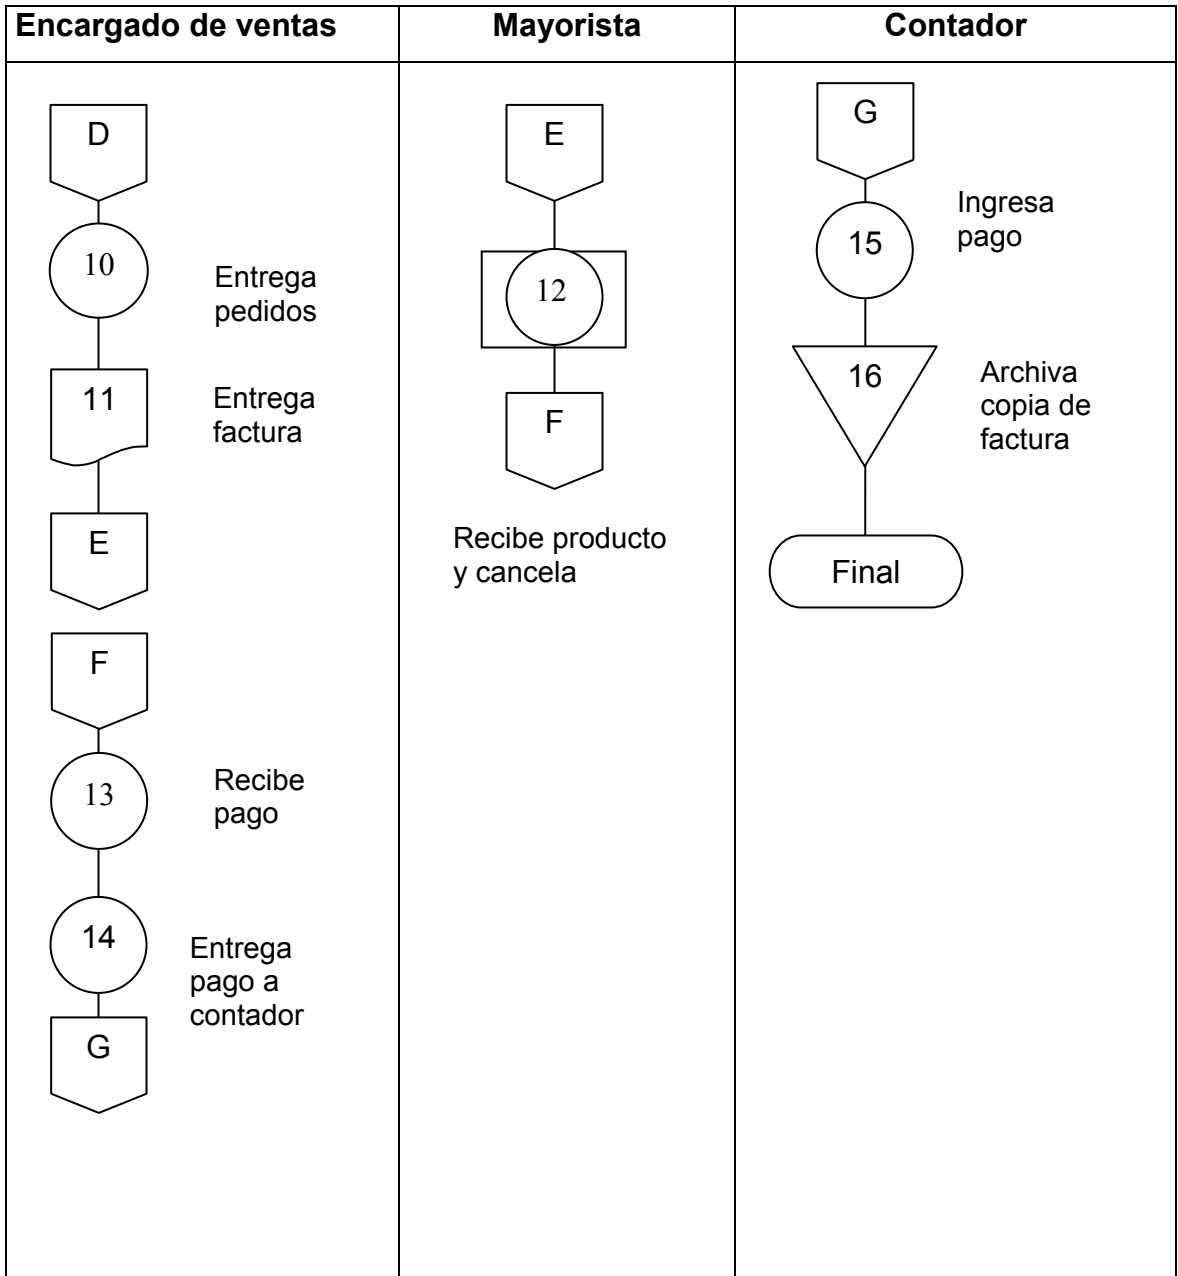 Encargado de ventas
Mayorista
Contador
D
10
Entrega
pedidos
11
Entrega
factura
E
F
13
Recibe
pago
14
Entrega
pago a
contador
G
E
12
F
Recibe producto
y cancela
G
15
Ingresa
pago
16
Archiva
copia de
factura
Final